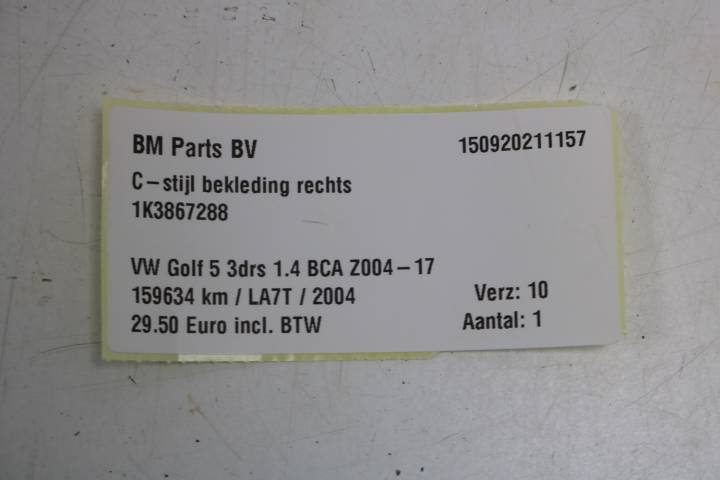 BM Parts BV 150920211157
C-stijl bekleding rechts
1K3867288
VW Golf 5 3drs 1.4 BCA Z004-17
159634 km / LA7T / 2004 Verz: 10
29.50 Euro incl. BTW Aantal: 1